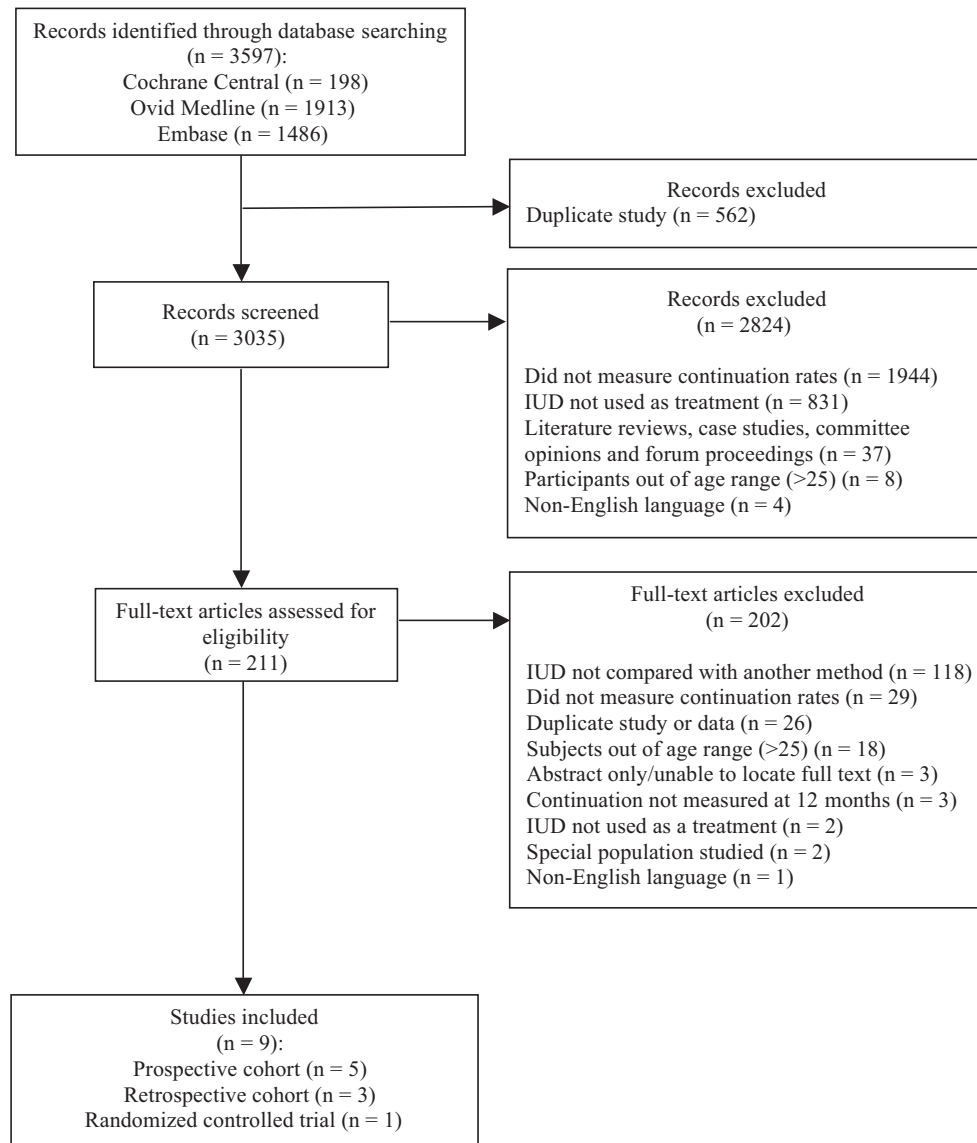 Records identified through database searching
(n = 3597):
Cochrane Central (n = 198)
Ovid Medline (n = 1913)
Embase (n = 1486)
Records excluded
Duplicate study (n = 562)
Records screened
(n = 3035)
Records excluded
(n = 2824)
Did not measure continuation rates (n = 1944)
IUD not used as treatment (n = 831)
Literature reviews, case studies, committee
opinions and forum proceedings (n = 37)
Participants out of age range (>25) (n = 8)
Non-English language (n = 4)
Full-text articles assessed for
eligibility
(n = 211)
Full-text articles excluded
(n = 202)
IUD not compared with another method (n = 118)
Did not measure continuation rates (n = 29)
Duplicate study or data (n = 26)
Subjects out of age range (>25) (n = 18)
Abstract only/unable to locate full text (n = 3)
Continuation not measured at 12 months (n = 3)
IUD not used as a treatment (n = 2)
Special population studied (n = 2)
Non-English language (n = 1)
Studies included
(n = 9):
Prospective cohort (n = 5)
Retrospective cohort (n = 3)
Randomized controlled trial (n = 1)